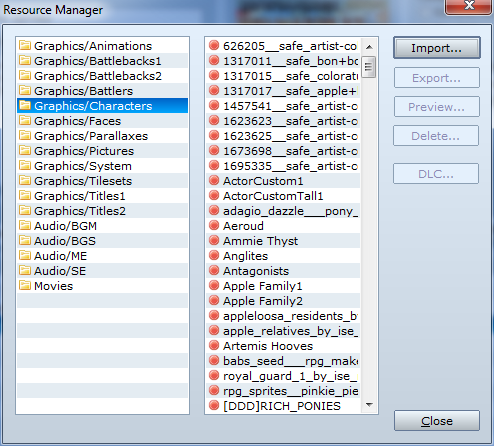 Resource Manager
Graphics/Animations
Graphics/Battlebacks1
Graphics/Battlebacks2
Graphics/Battlers
Graphics/Characters
Graphics/Faces
Graphics/Parallaxes
Graphics/Pictures
Graphics/System
Graphics/Tilesets
Graphics/Titles1
Graphics/Titles2
Audio/BGM
Audio/BGS
Audio/ME
Audio/SE
Movies
626205__safe_artist-co
1317011__safe_bon+bo
1317015__safe_colorat
1317017__safe_apple+
1457541__safe_artist-c
1623623__safe_artist-c
1623625__safe_artist-c
1673698__safe_artist-c
1695335__safe_artist-c
ActorCustom1
ActorCustomTall1
adagio_dazzle___pony_
Aeroud
Ammie Thyst
Anglites
Antagonists
Apple Family1
Apple Family2
appleloosa_residents_by
apple_relatives_by_ise_
Artemis Hooves
babs_seed___rpg_make
royal_guard_1_by_ise_
rpg_sprites__pinkie_pie
[DDD]RICH_PONIES
Import...
Export...
Preview...
Delete...
DLC...
Close